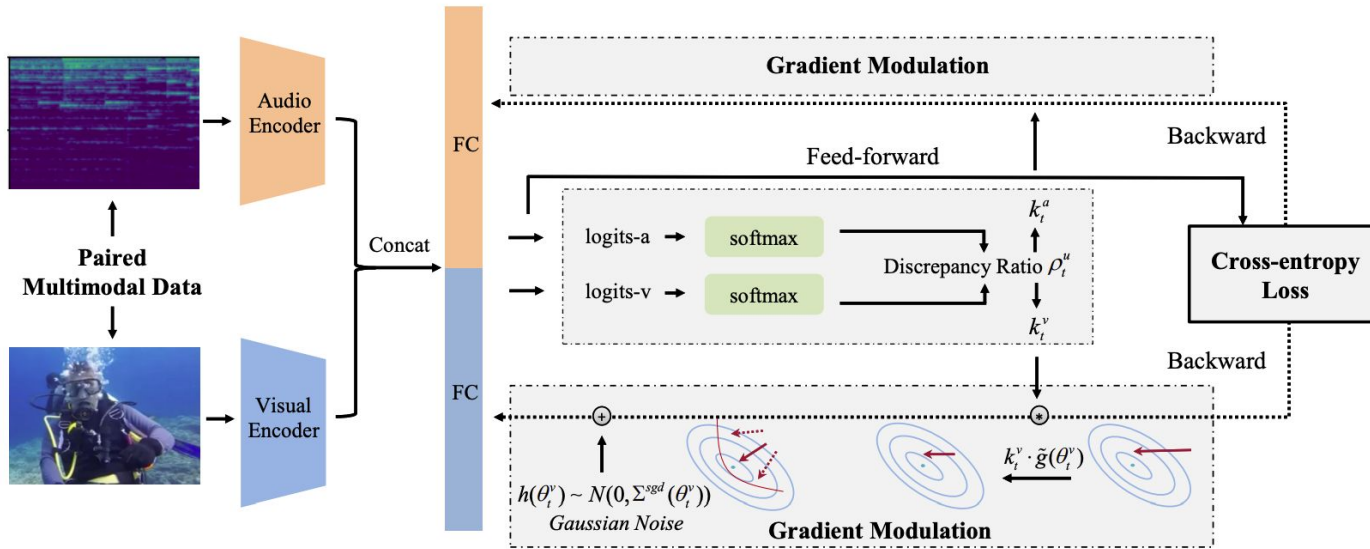 Gradient Modulation
Audio
Encoder
FC
Backward
Feed-forward
Concat
logits-a
softmax
k_t^a
Paired
Multimodal Data
Discrepancy Ratio ρ_t^u
Cross-entropy
Loss
logits-v
softmax
k_t^v
Backward
Visual
Encoder
FC
+
*
k_t^v · g̃(θ_t^v)
h(θ_t^v) ~ N(0, Σ^{sgd}(θ_t^v))
Gaussian Noise
Gradient Modulation